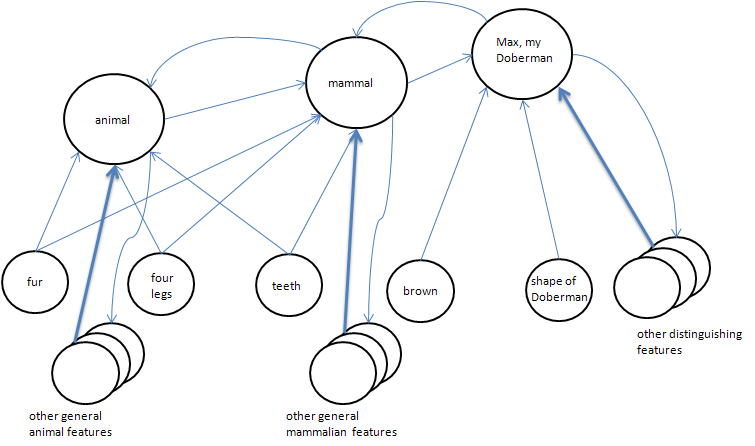 Max, my
Doberman
mammal
animal
fur
four
legs
teeth
brown
shape of
Doberman
other distinguishing
features
other general
animal features
other general
mammalian features